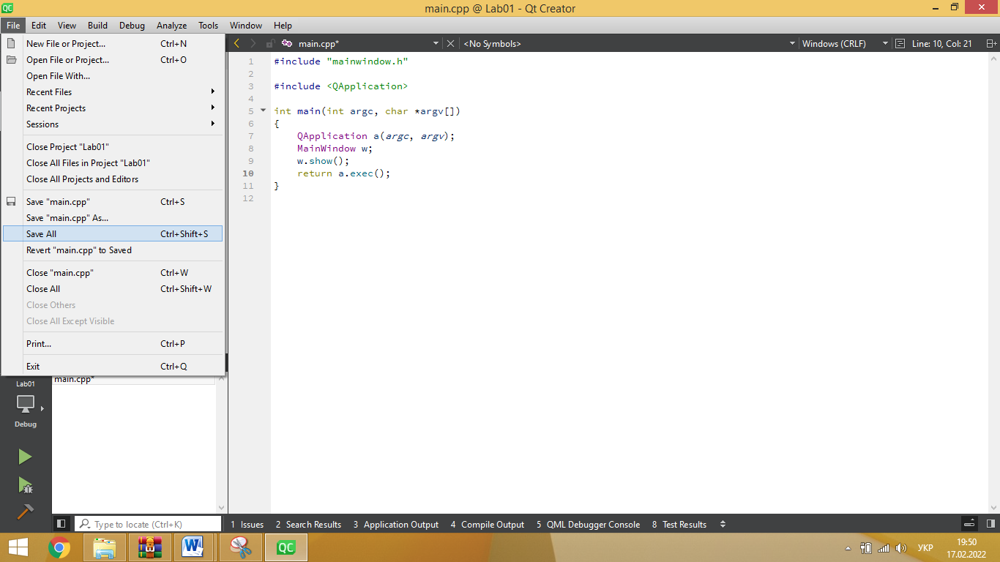 QC main.cpp @ Lab01 - Qt Creator
File Edit View Build Debug Analyze Tools Window Help
New File or Project... Ctrl+N
Open File or Project... Ctrl+O
Open File With...
Recent Files
Recent Projects
Sessions
Close Project "Lab01"
Close All Files in Project "Lab01"
Close All Projects and Editors
Save "main.cpp" Ctrl+S
Save "main.cpp" As...
Save All Ctrl+Shift+S
Revert "main.cpp" to Saved
Close "main.cpp" Ctrl+W
Close All Ctrl+Shift+W
Close Others
Close All Except Visible
Print... Ctrl+P
Exit Ctrl+Q
main.cpp* <No Symbols> Windows (CRLF) Line: 10, Col: 21
1 #include "mainwindow.h"
2
3 #include <QApplication>
4
5 int main(int argc, char *argv[])
6 {
7 QApplication a(argc, argv);
8 MainWindow w;
9 w.show();
10 return a.exec();
11 }
12
main.cpp*
Lab01
Debug
Type to locate (Ctrl+K) 1 Issues 2 Search Results 3 Application Output 4 Compile Output 5 QML Debugger Console 8 Test Results
W QC УКР 19:50
17.02.2022